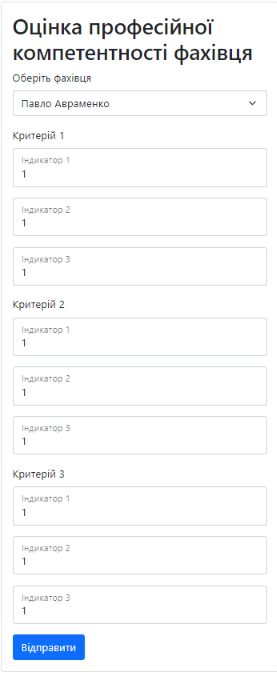 Оцінка професійної
компетентності фахівця
Оберіть фахівця
Павло Авраменко
Критерій 1
Індикатор 1
1
Індикатор 2
1
Індикатор 3
1
Критерій 2
Індикатор 1
1
Індикатор 2
1
Індикатор 3
1
Критерій 3
Індикатор 1
1
Індикатор 2
1
Індикатор 3
1
Відправити